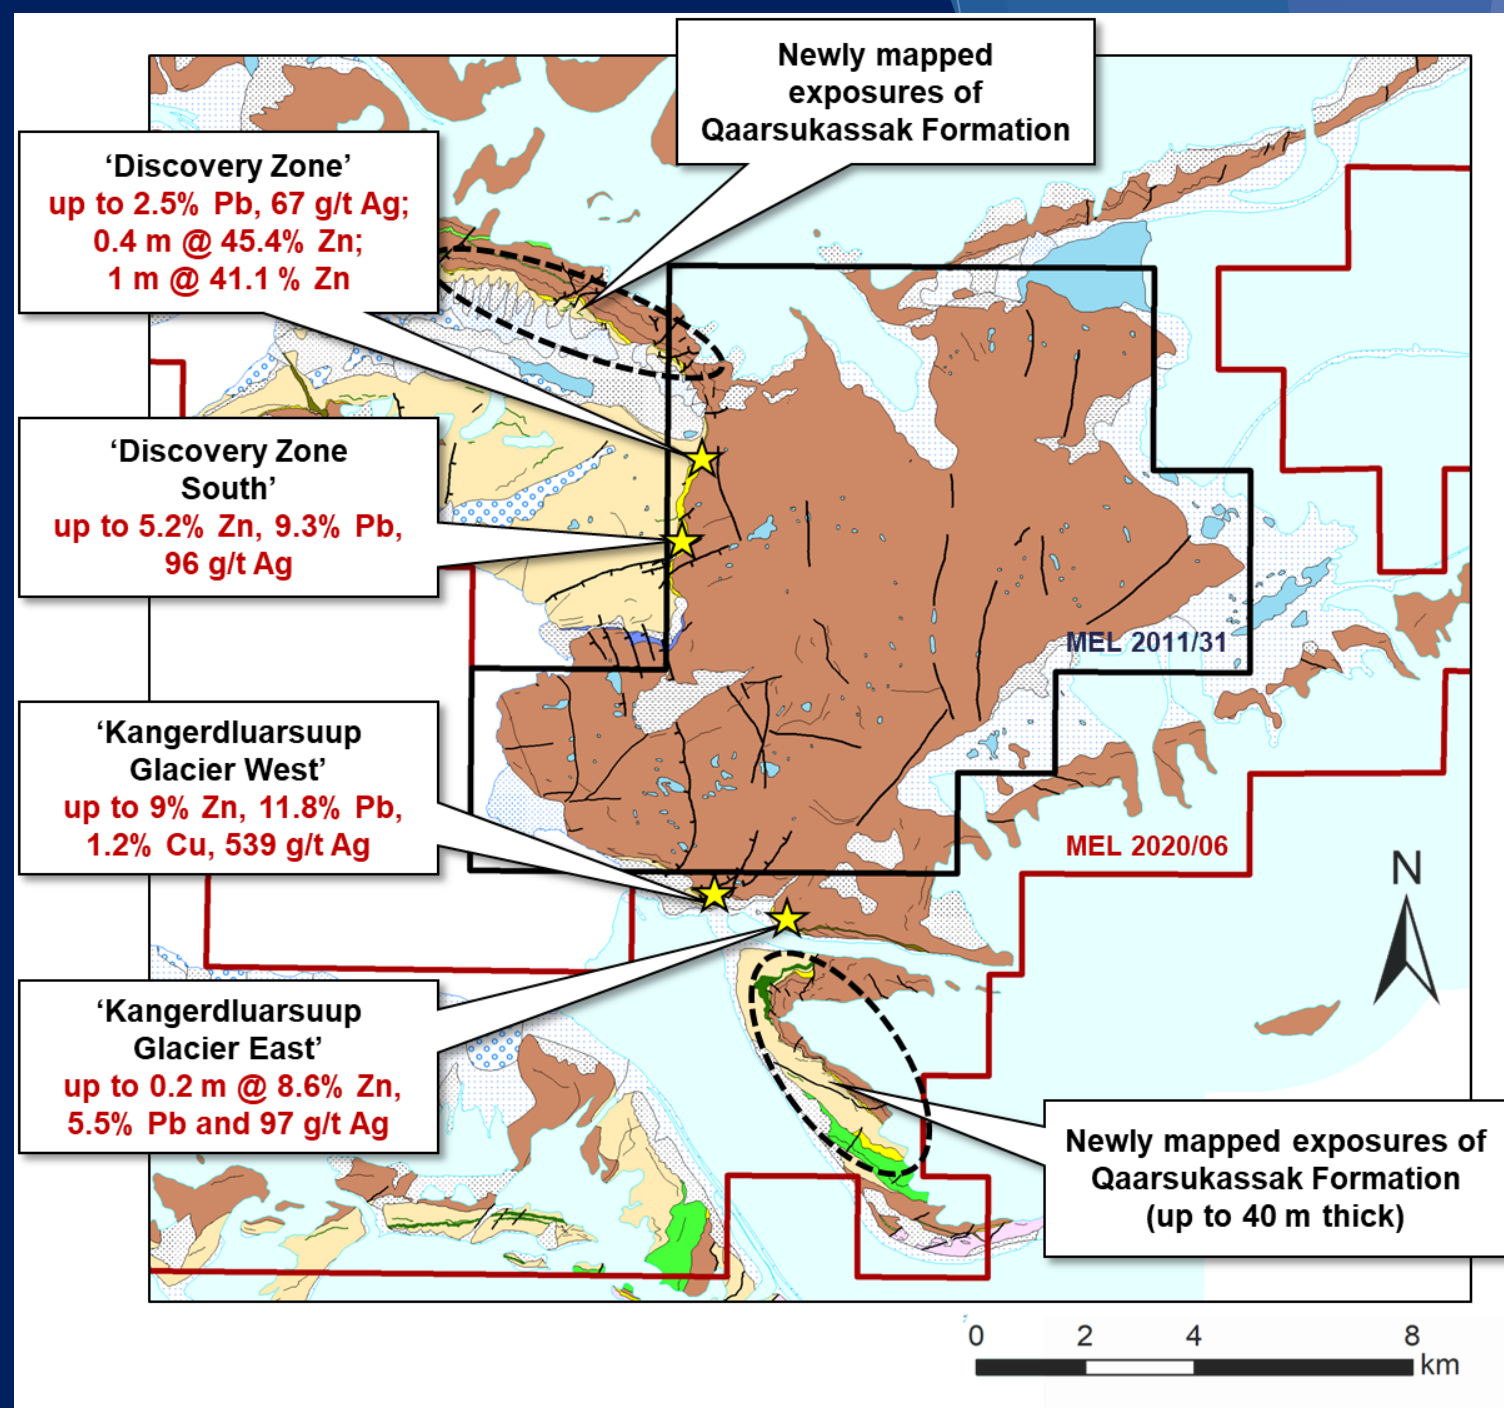 Newly mapped
exposures of
Qaarsukassak Formation
‘Discovery Zone’
up to 2.5% Pb, 67 g/t Ag;
0.4 m @ 45.4% Zn;
1 m @ 41.1 % Zn
‘Discovery Zone
South’
up to 5.2% Zn, 9.3% Pb,
96 g/t Ag
MEL 2011/31
‘Kangerdluarsuup
Glacier West’
up to 9% Zn, 11.8% Pb,
1.2% Cu, 539 g/t Ag
MEL 2020/06
N
‘Kangerdluarsuup
Glacier East’
up to 0.2 m @ 8.6% Zn,
5.5% Pb and 97 g/t Ag
Newly mapped exposures of
Qaarsukassak Formation
(up to 40 m thick)
0 2 4 8
km